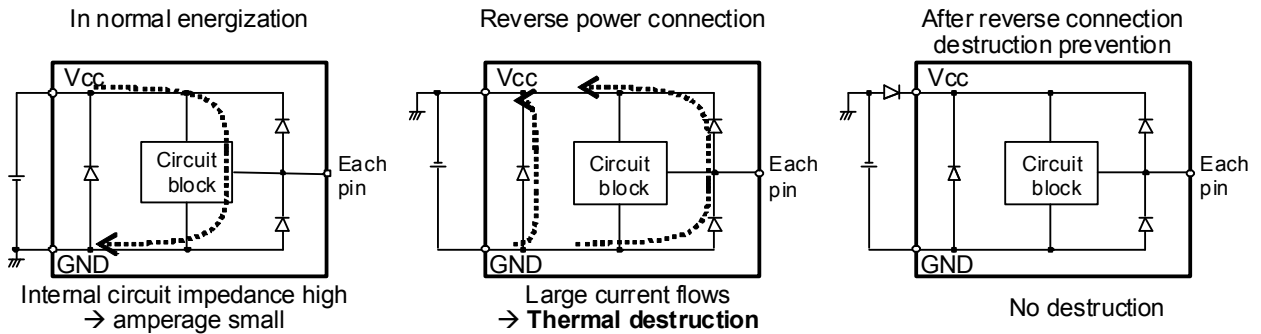 In normal energization
Vcc
Circuit
block
Each
pin
GND
Internal circuit impedance high
→ amperage small
Reverse power connection
Vcc
Circuit
block
Each
pin
GND
Large current flows
→ Thermal destruction
After reverse connection
destruction prevention
Vcc
Circuit
block
Each
pin
GND
No destruction